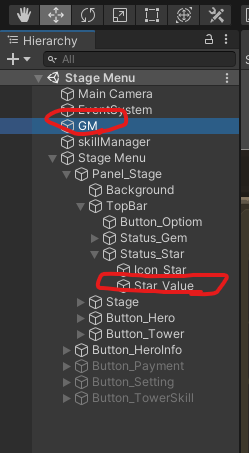 Hierarchy
All
Stage Menu
Main Camera
EventSystem
GM
skillManager
Stage Menu
Panel_Stage
Background
TopBar
Button_Optiom
Status_Gem
Status_Star
Icon_Star
Star_Value
Stage
Button_Hero
Button_Tower
Button_HeroInfo
Button_Payment
Button_Setting
Button_TowerSkill